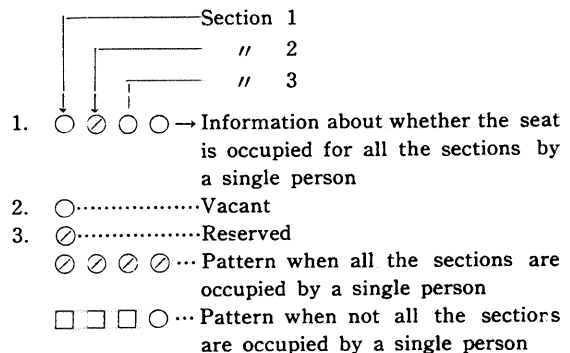 Section 1
〃 2
〃 3
1. ○ ⊘ ○ ○ → Information about whether the seat
is occupied for all the sections by
a single person
2. ○·················Vacant
3. ⊘·················Reserved
⊘ ⊘ ⊘ ⊘ ··· Pattern when all the sections are
occupied by a single person
□ □ □ ○ ··· Pattern when not all the sections
are occupied by a single person